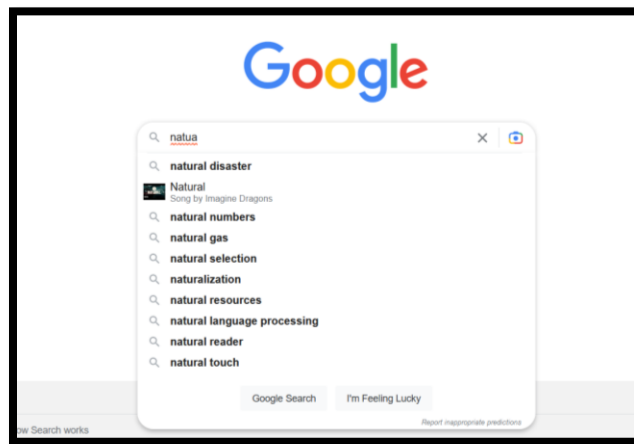 Google
natua
natural disaster
Natural
Song by Imagine Dragons
natural numbers
natural gas
natural selection
naturalization
natural resources
natural language processing
natural reader
natural touch
Google Search I'm Feeling Lucky
Report inappropriate predictions
ow Search works